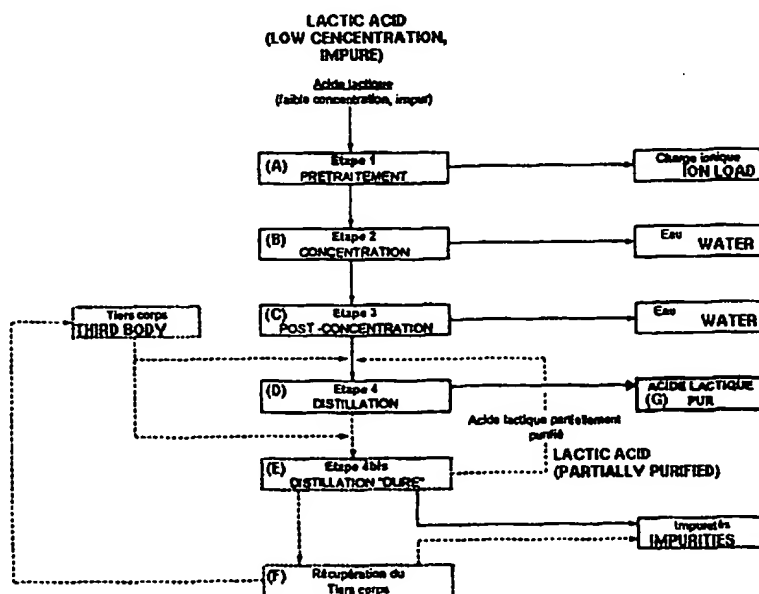 LACTIC ACID
(LOW CENCENTRATION,
IMPURE)
Acide lactique
(faible concentration, impur)
(A) Etape 1
PRETRAITEMENT
Charge ionique
ION LOAD
(B) Etape 2
CONCENTRATION
Eau WATER
Tiers corps
THIRD BODY
(C) Etape 3
POST -CONCENTRATION
Eau
WATER
(D) Etape 4
DISTILLATION
ACIDE LACTIQUE
(G) PUR
Acide lactique partiellement
purifié
(E) Etape 4bis
DISTILLATION "DURE"
LACTIC ACID
(PARTIALLY PURIFIED)
Impuretés
IMPURITIES
(F) Récupération du
Tiers corps